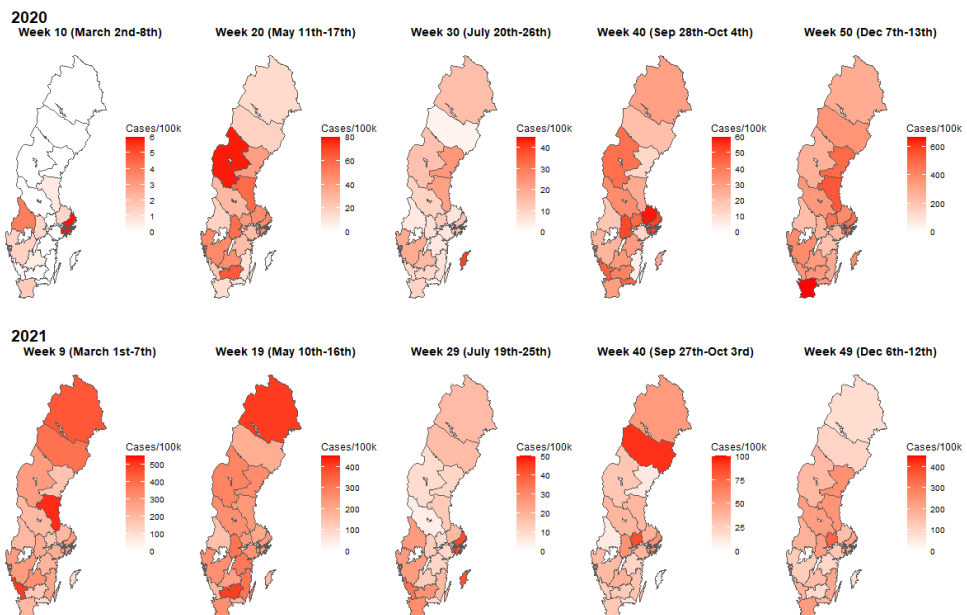 2020
Week 10 (March 2nd-8th) Week 20 (May 11th-17th) Week 30 (July 20th-26th) Week 40 (Sep 28th-Oct 4th) Week 50 (Dec 7th-13th)
Cases/100k Cases/100k Cases/100k Cases/100k Cases/100k
6 5 4 3 2 1 0
80 60 40 20 0
40 30 20 10 0
60 50 40 30 20 10 0
600 400 200
2021
Week 9 (March 1st-7th) Week 19 (May 10th-16th) Week 29 (July 19th-25th) Week 40 (Sep 27th-Oct 3rd) Week 49 (Dec 6th-12th)
Cases/100k Cases/100k Cases/100k Cases/100k Cases/100k
500 400 300 200 100 0
400 300 200 100 0
50 40 30 20 10 0
100 75 50 25 0
400 300 200 100 0